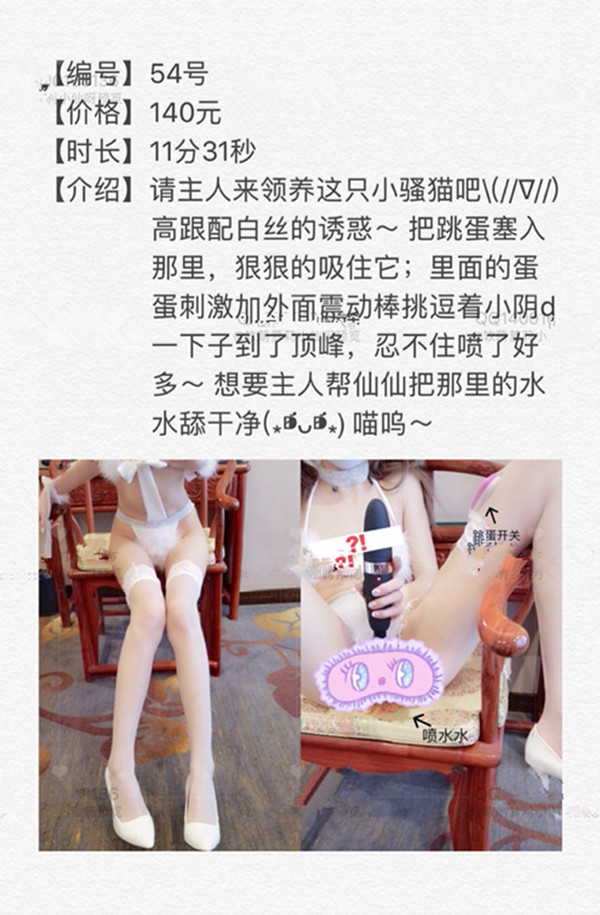 【编号】54号
【价格】140元
【时长】11分31秒
【介绍】请主人来领养这只小骚猫吧\(//∇//)
高跟配白丝的诱惑～ 把跳蛋塞入
那里，狠狠的吸住它；里面的蛋
蛋刺激加外面震动棒挑逗着小阴d
一下子到了顶峰，忍不住喷了好
多～ 想要主人帮仙仙把那里的水
水舔干净(⁎⁍̴̛ᴗ⁍̴̛⁎) 喵呜～
?!
?!
跳蛋开关
喷水水